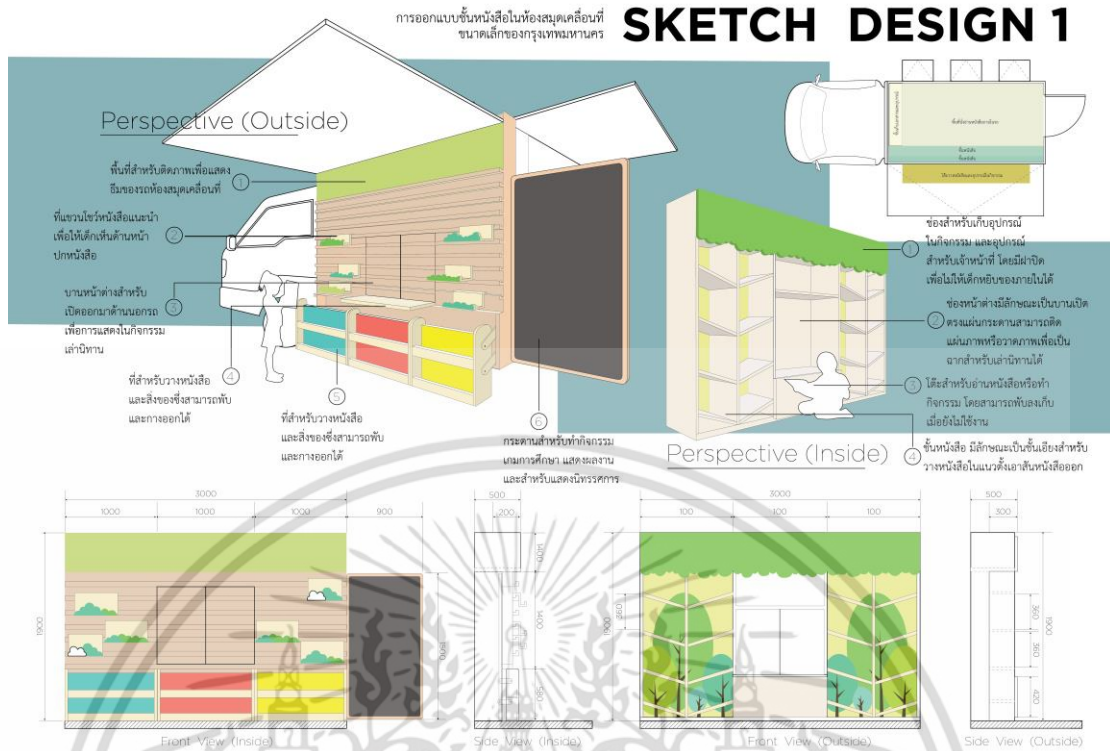 การออกแบบชั้นหนังสือในห้องสมุดเคลื่อนที่
ขนาดเล็กของกรุงเทพมหานคร
SKETCH DESIGN 1
Perspective (Outside)
พื้นที่สำหรับติดภาพเพื่อแสดง
ธีมของรถห้องสมุดเคลื่อนที่
1
ที่แขวนโชว์หนังสือแนะนำ
เพื่อให้เด็กเห็นด้านหน้า
ปกหนังสือ
2
บานหน้าต่างสำหรับ
เปิดออกมาด้านนอกรถ
เพื่อการแสดงในกิจกรรม
เล่านิทาน
3
4
ที่สำหรับวางหนังสือ
และสิ่งของซึ่งสามารถพับ
และกางออกได้
5
ที่สำหรับวางหนังสือ
และสิ่งของซึ่งสามารถพับ
และกางออกได้
6
กระดานสำหรับทำกิจกรรม
เกมการศึกษา แสดงผลงาน
และสำหรับแสดงนิทรรศการ
ชั้นหนังสือ
ชั้นหนังสือ
1
ช่องสำหรับเก็บอุปกรณ์
ในกิจกรรม และอุปกรณ์
สำหรับเจ้าหน้าที่ โดยมีฝาปิด
เพื่อไม่ให้เด็กหยิบของภายในได้
2
ช่องหน้าต่างมีลักษณะเป็นบานเปิด
ตรงแผ่นกระดานสามารถติด
แผ่นภาพหรือวาดภาพเพื่อเป็น
ฉากสำหรับเล่านิทานได้
3
โต๊ะสำหรับอ่านหนังสือหรือทำ
กิจกรรม โดยสามารถพับลงเก็บ
เมื่อยังไม่ใช้งาน
Perspective (Inside)
4
ชั้นหนังสือ มีลักษณะเป็นชั้นเอียงสำหรับ
วางหนังสือในแนวตั้งเอาสันหนังสือออก
3000
1000
1000
1000
900
1900
1500
Front View (Inside)
500
200
400
1400
580
Side View (Inside)
3000
100
100
100
1900
360
Front View (Outside)
500
300
360
360
420
1900
Side View (Outside)